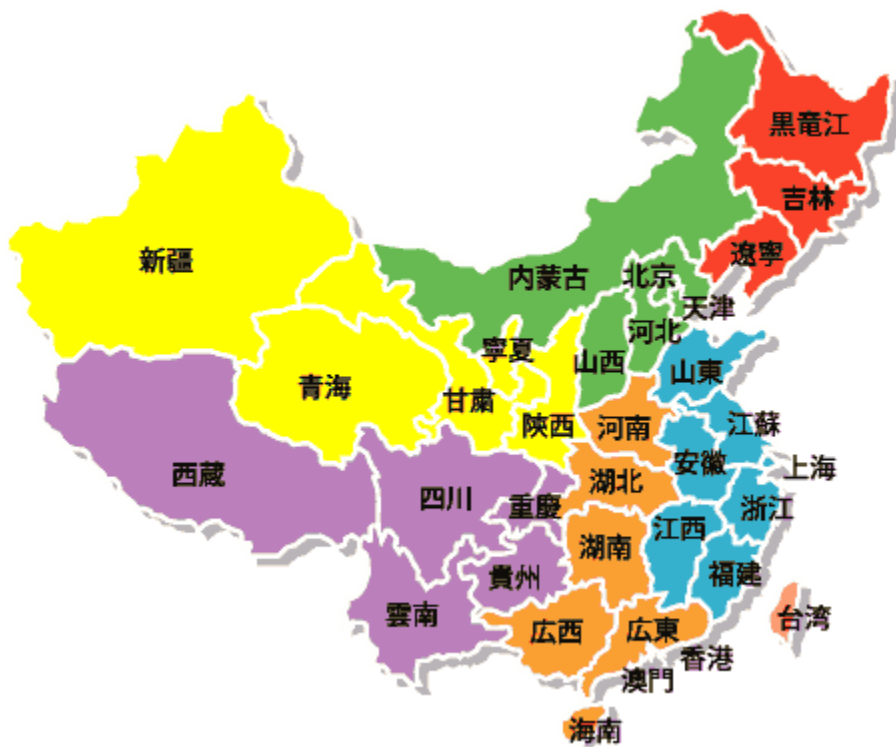 黒竜江
吉林
遼寧
新疆
内蒙古
北京
天津
河北
寧夏
山西
山東
青海
甘粛
陝西
河南
江蘇
安徽
上海
西蔵
四川
重慶
湖北
浙江
江西
湖南
福建
貴州
雲南
広西
広東
台湾
香港
澳門
海南